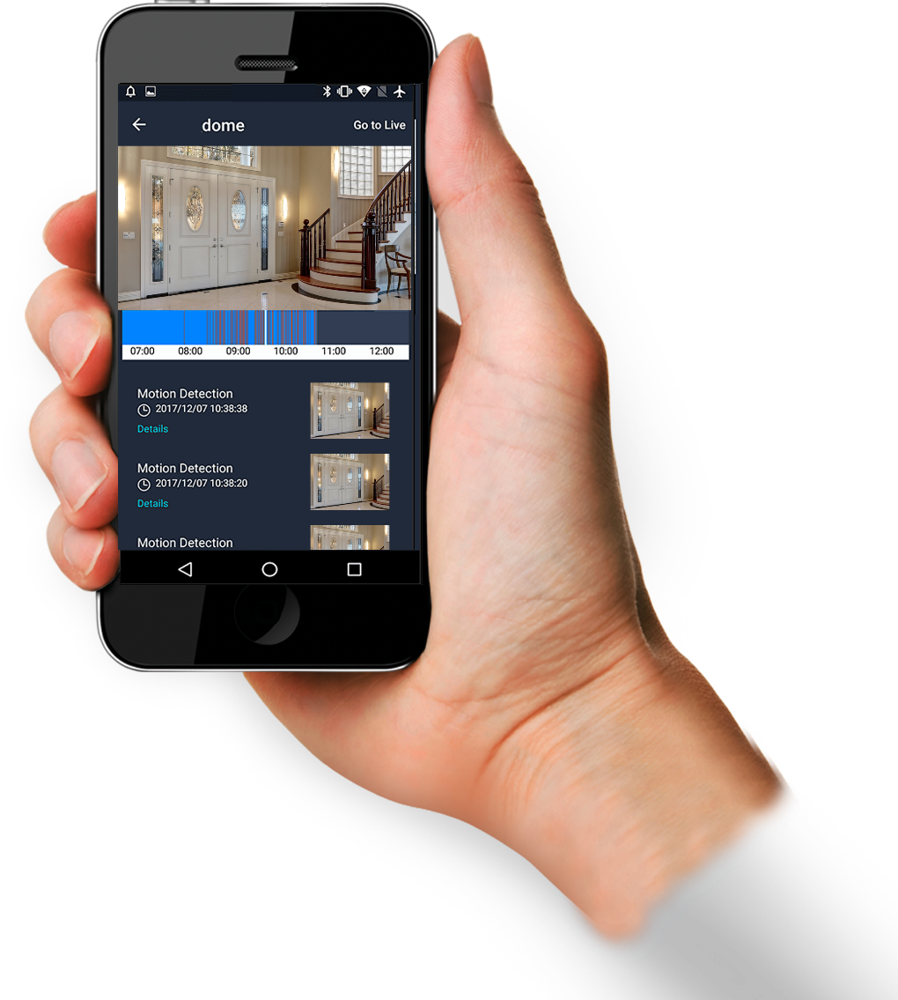 dome
Go to Live
07:00 08:00 09:00 10:00 11:00 12:00
Motion Detection
2017/12/07 10:38:38
Details
Motion Detection
2017/12/07 10:38:20
Details
Motion Detection